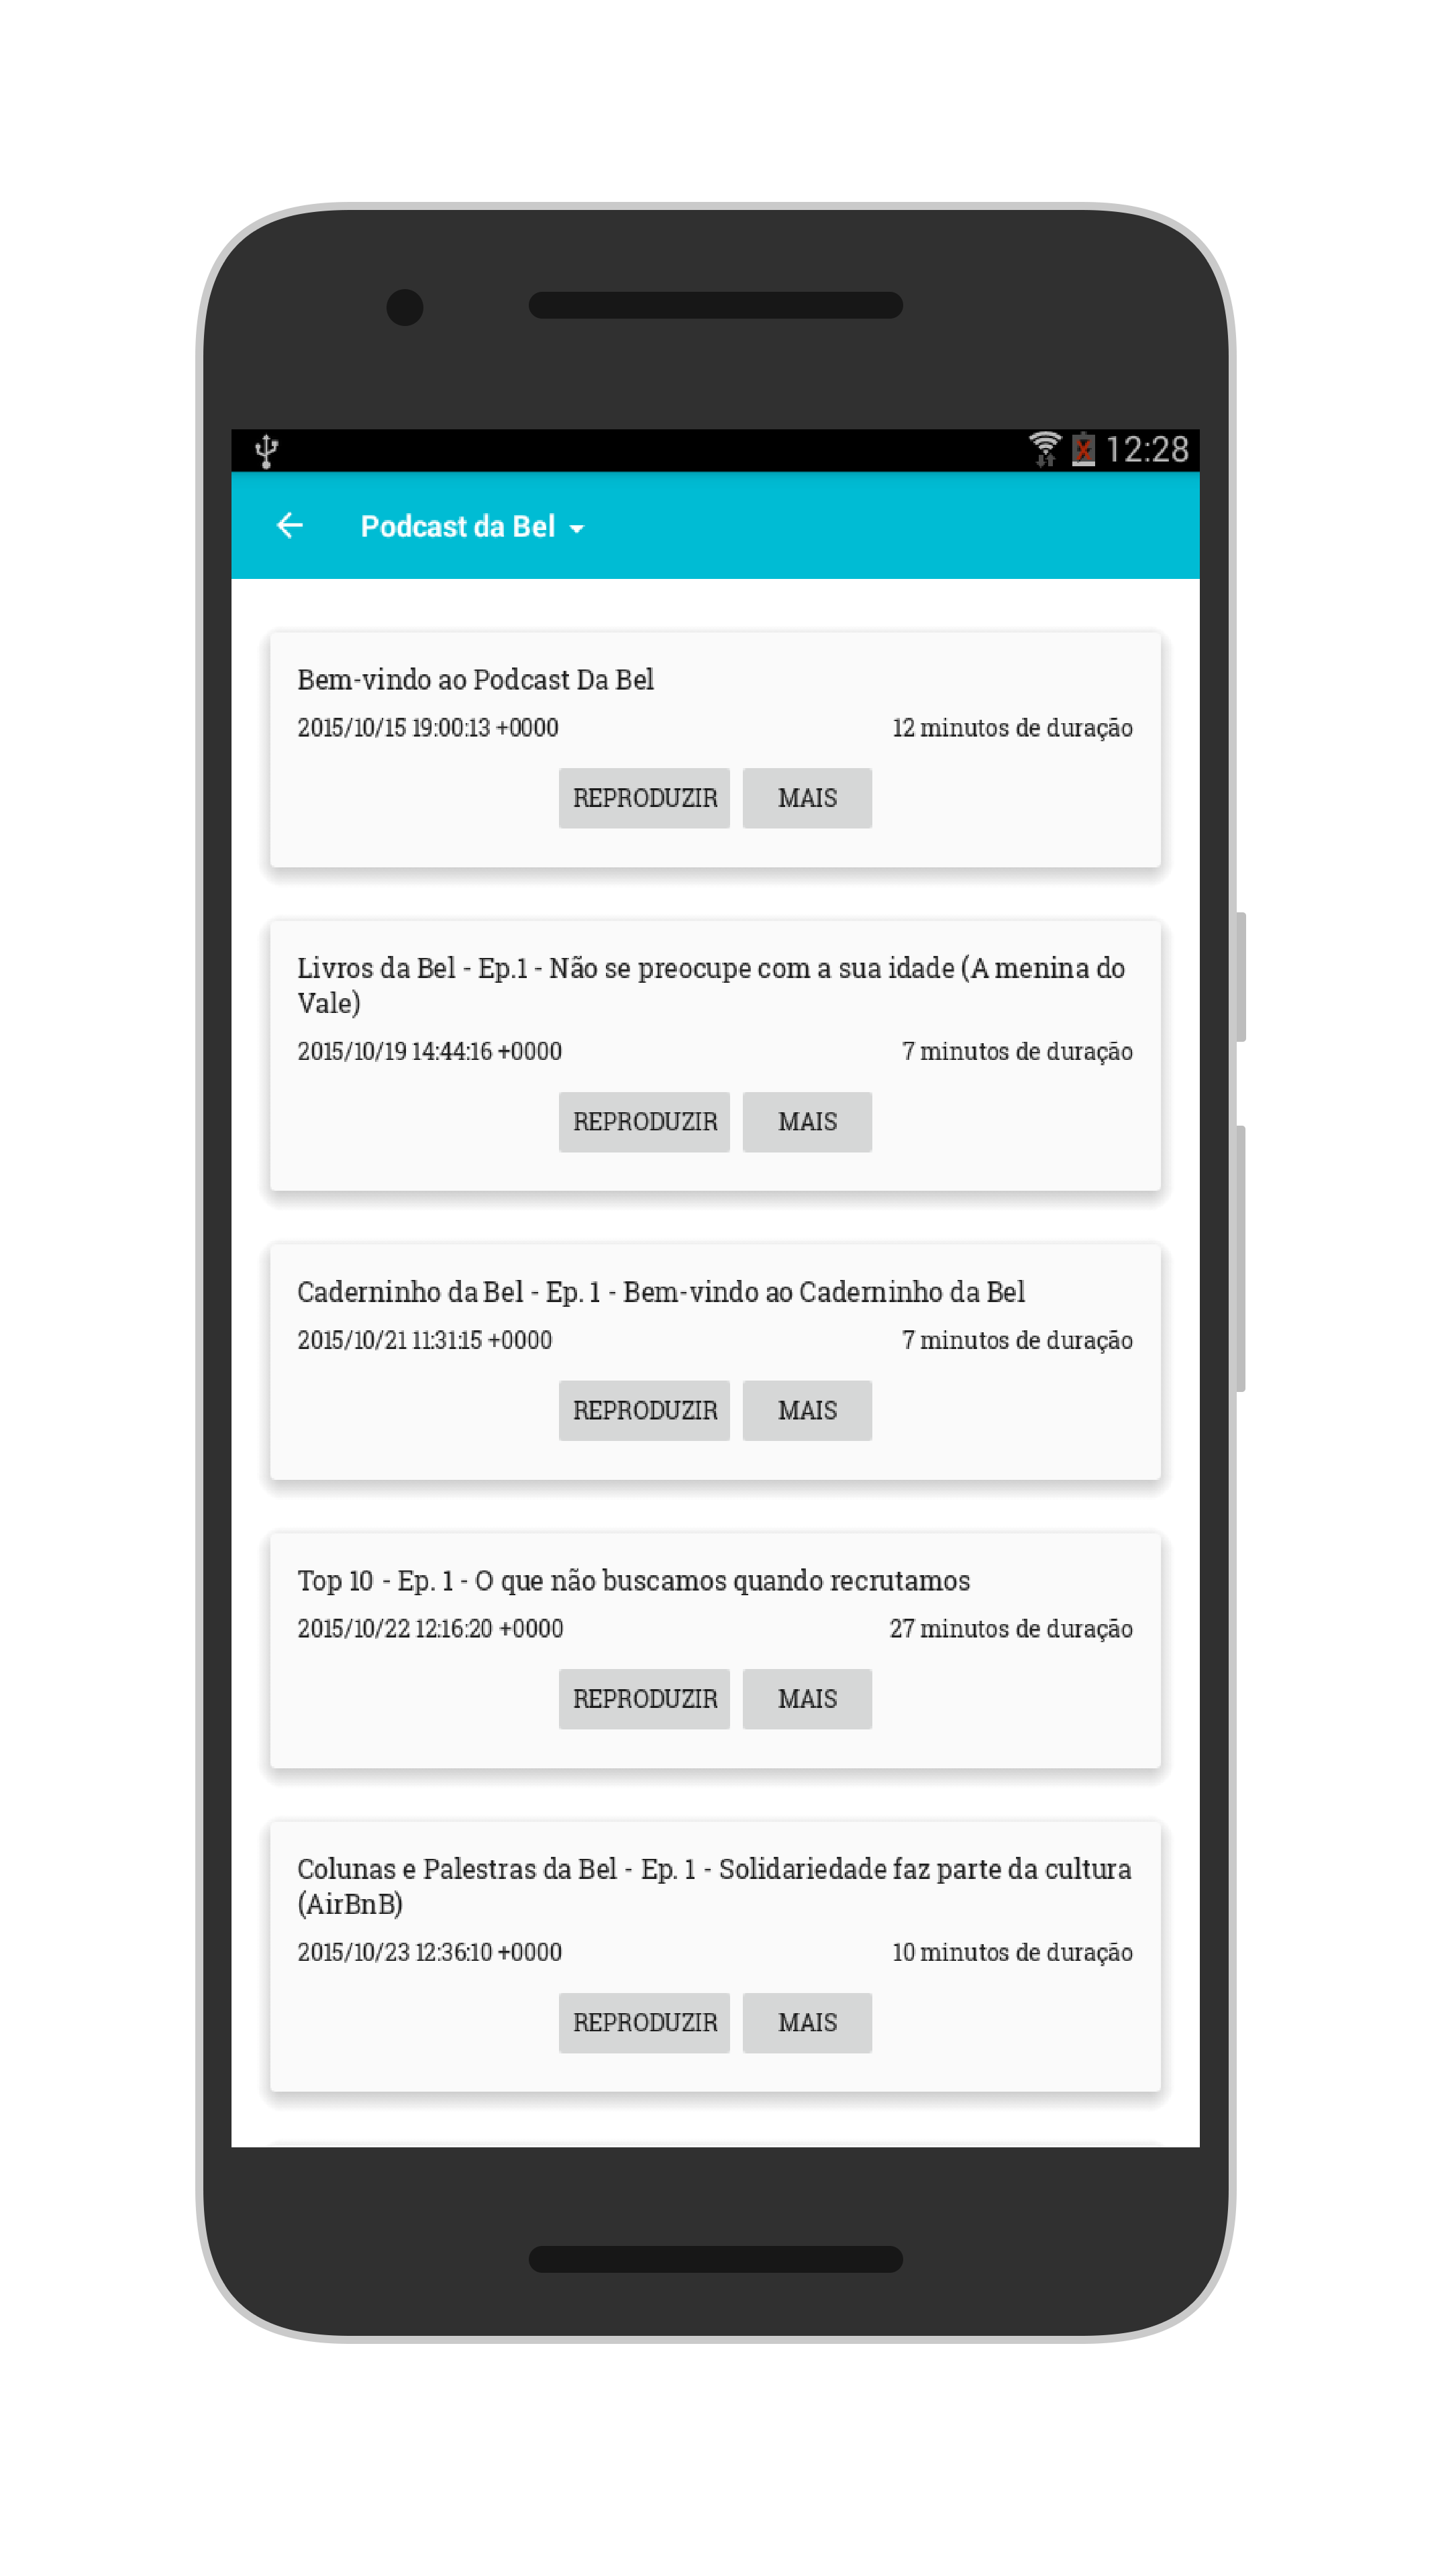 12:28
Podcast da Bel
Bem-vindo ao Podcast Da Bel
2015/10/15 19:00:13 +0000 12 minutos de duração
REPRODUZIR MAIS
Livros da Bel - Ep.1 - Não se preocupe com a sua idade (A menina do
Vale)
2015/10/19 14:44:16 +0000 7 minutos de duração
REPRODUZIR MAIS
Caderninho da Bel - Ep. 1 - Bem-vindo ao Caderninho da Bel
2015/10/21 11:31:15 +0000 7 minutos de duração
REPRODUZIR MAIS
Top 10 - Ep. 1 - O que não buscamos quando recrutamos
2015/10/22 12:16:20 +0000 27 minutos de duração
REPRODUZIR MAIS
Colunas e Palestras da Bel - Ep. 1 - Solidariedade faz parte da cultura
(AirBnB)
2015/10/23 12:36:10 +0000 10 minutos de duração
REPRODUZIR MAIS